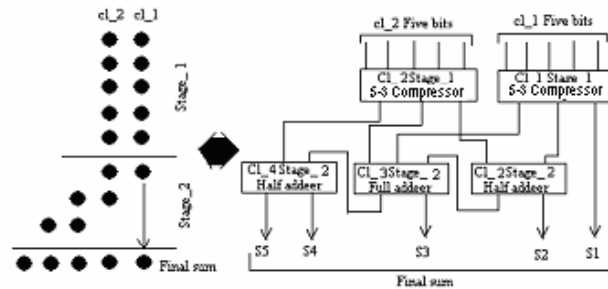 cl_2 cl_1
Stage_1
Stage_2
Final sum
cl_2 Five bits
cl_1 Five bits
Cl_2Stage_1
5-3 Compressor
Cl_1 Stage_1
5-3 Compressor
Cl_4 Stage_2
Half addeer
Cl_3Stage_2
Full addeer
Cl_2Stage_2
Half addeer
S5
S4
S3
S2
S1
Final sum